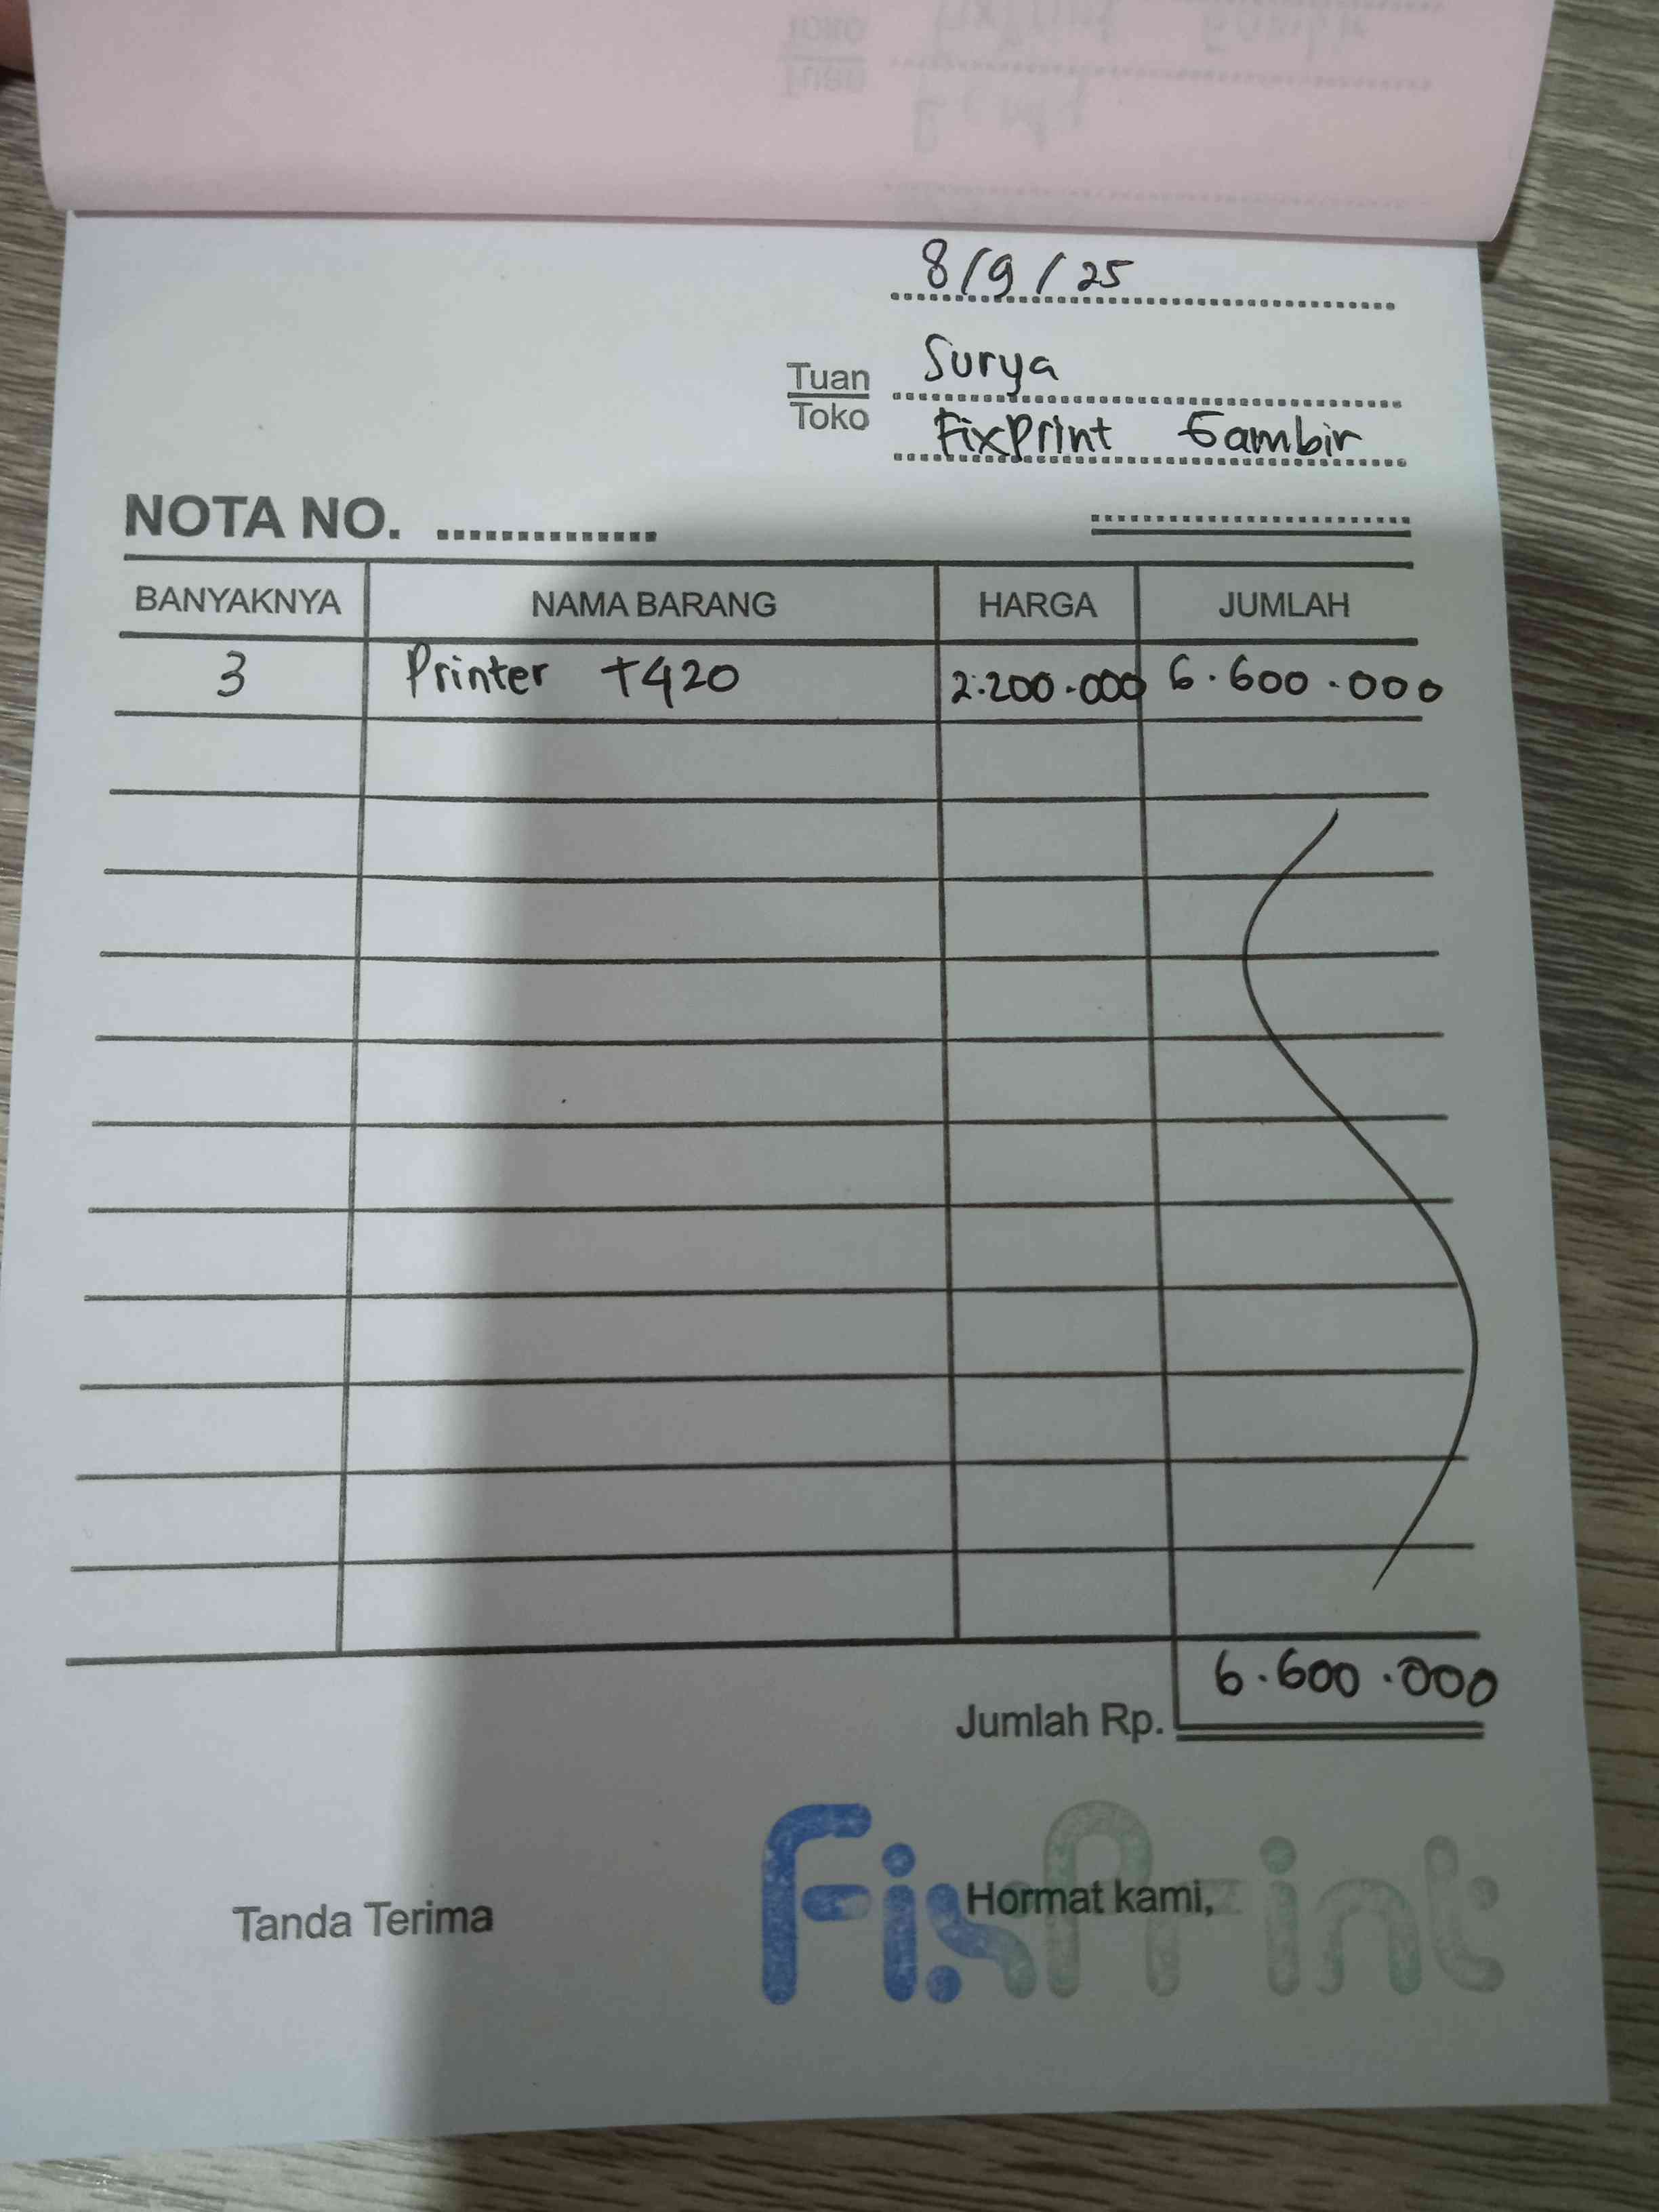 8/9/25
Tuan Surya
Toko FixPrint Gambir
NOTA NO. ..............
BANYAKNYA NAMA BARANG HARGA JUMLAH
3 Printer T420 2.200.000 6.600.000
Jumlah Rp. 6.600.000
Tanda Terima Hormat kami,
FixPrint